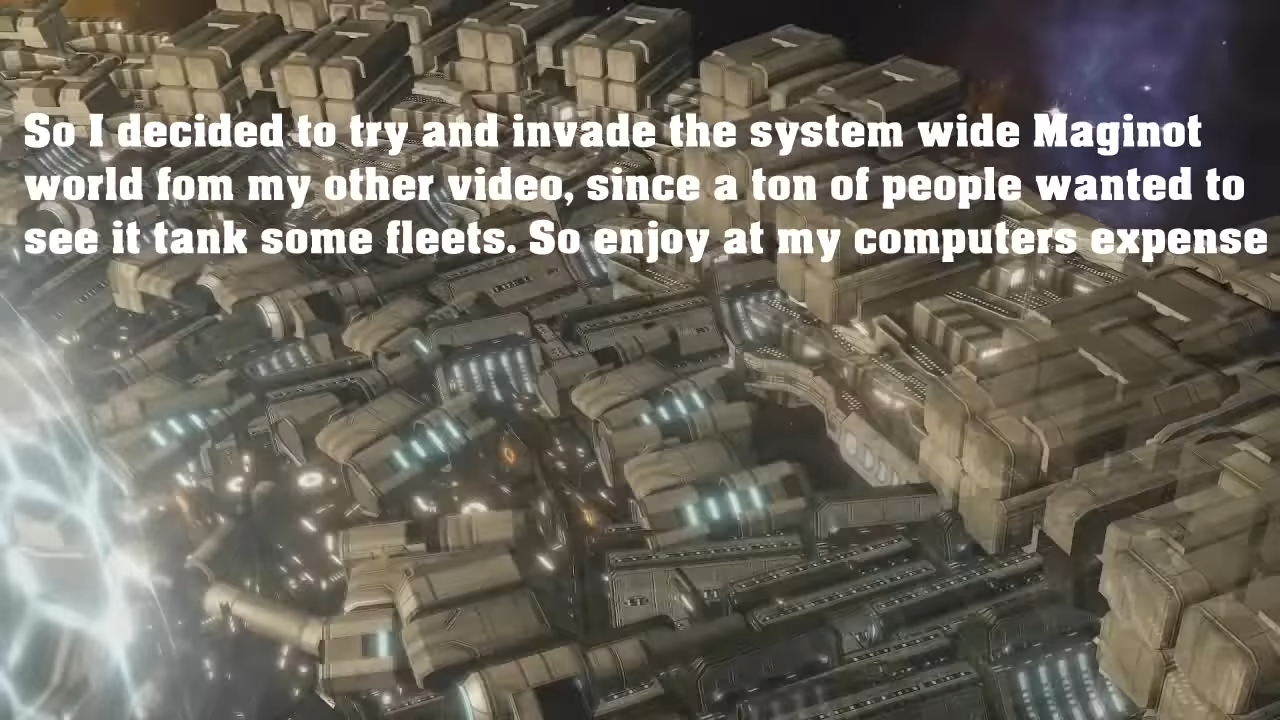 So I decided to try and invade the system wide Maginot
world fom my other video, since a ton of people wanted to
see it tank some fleets. So enjoy at my computers expense